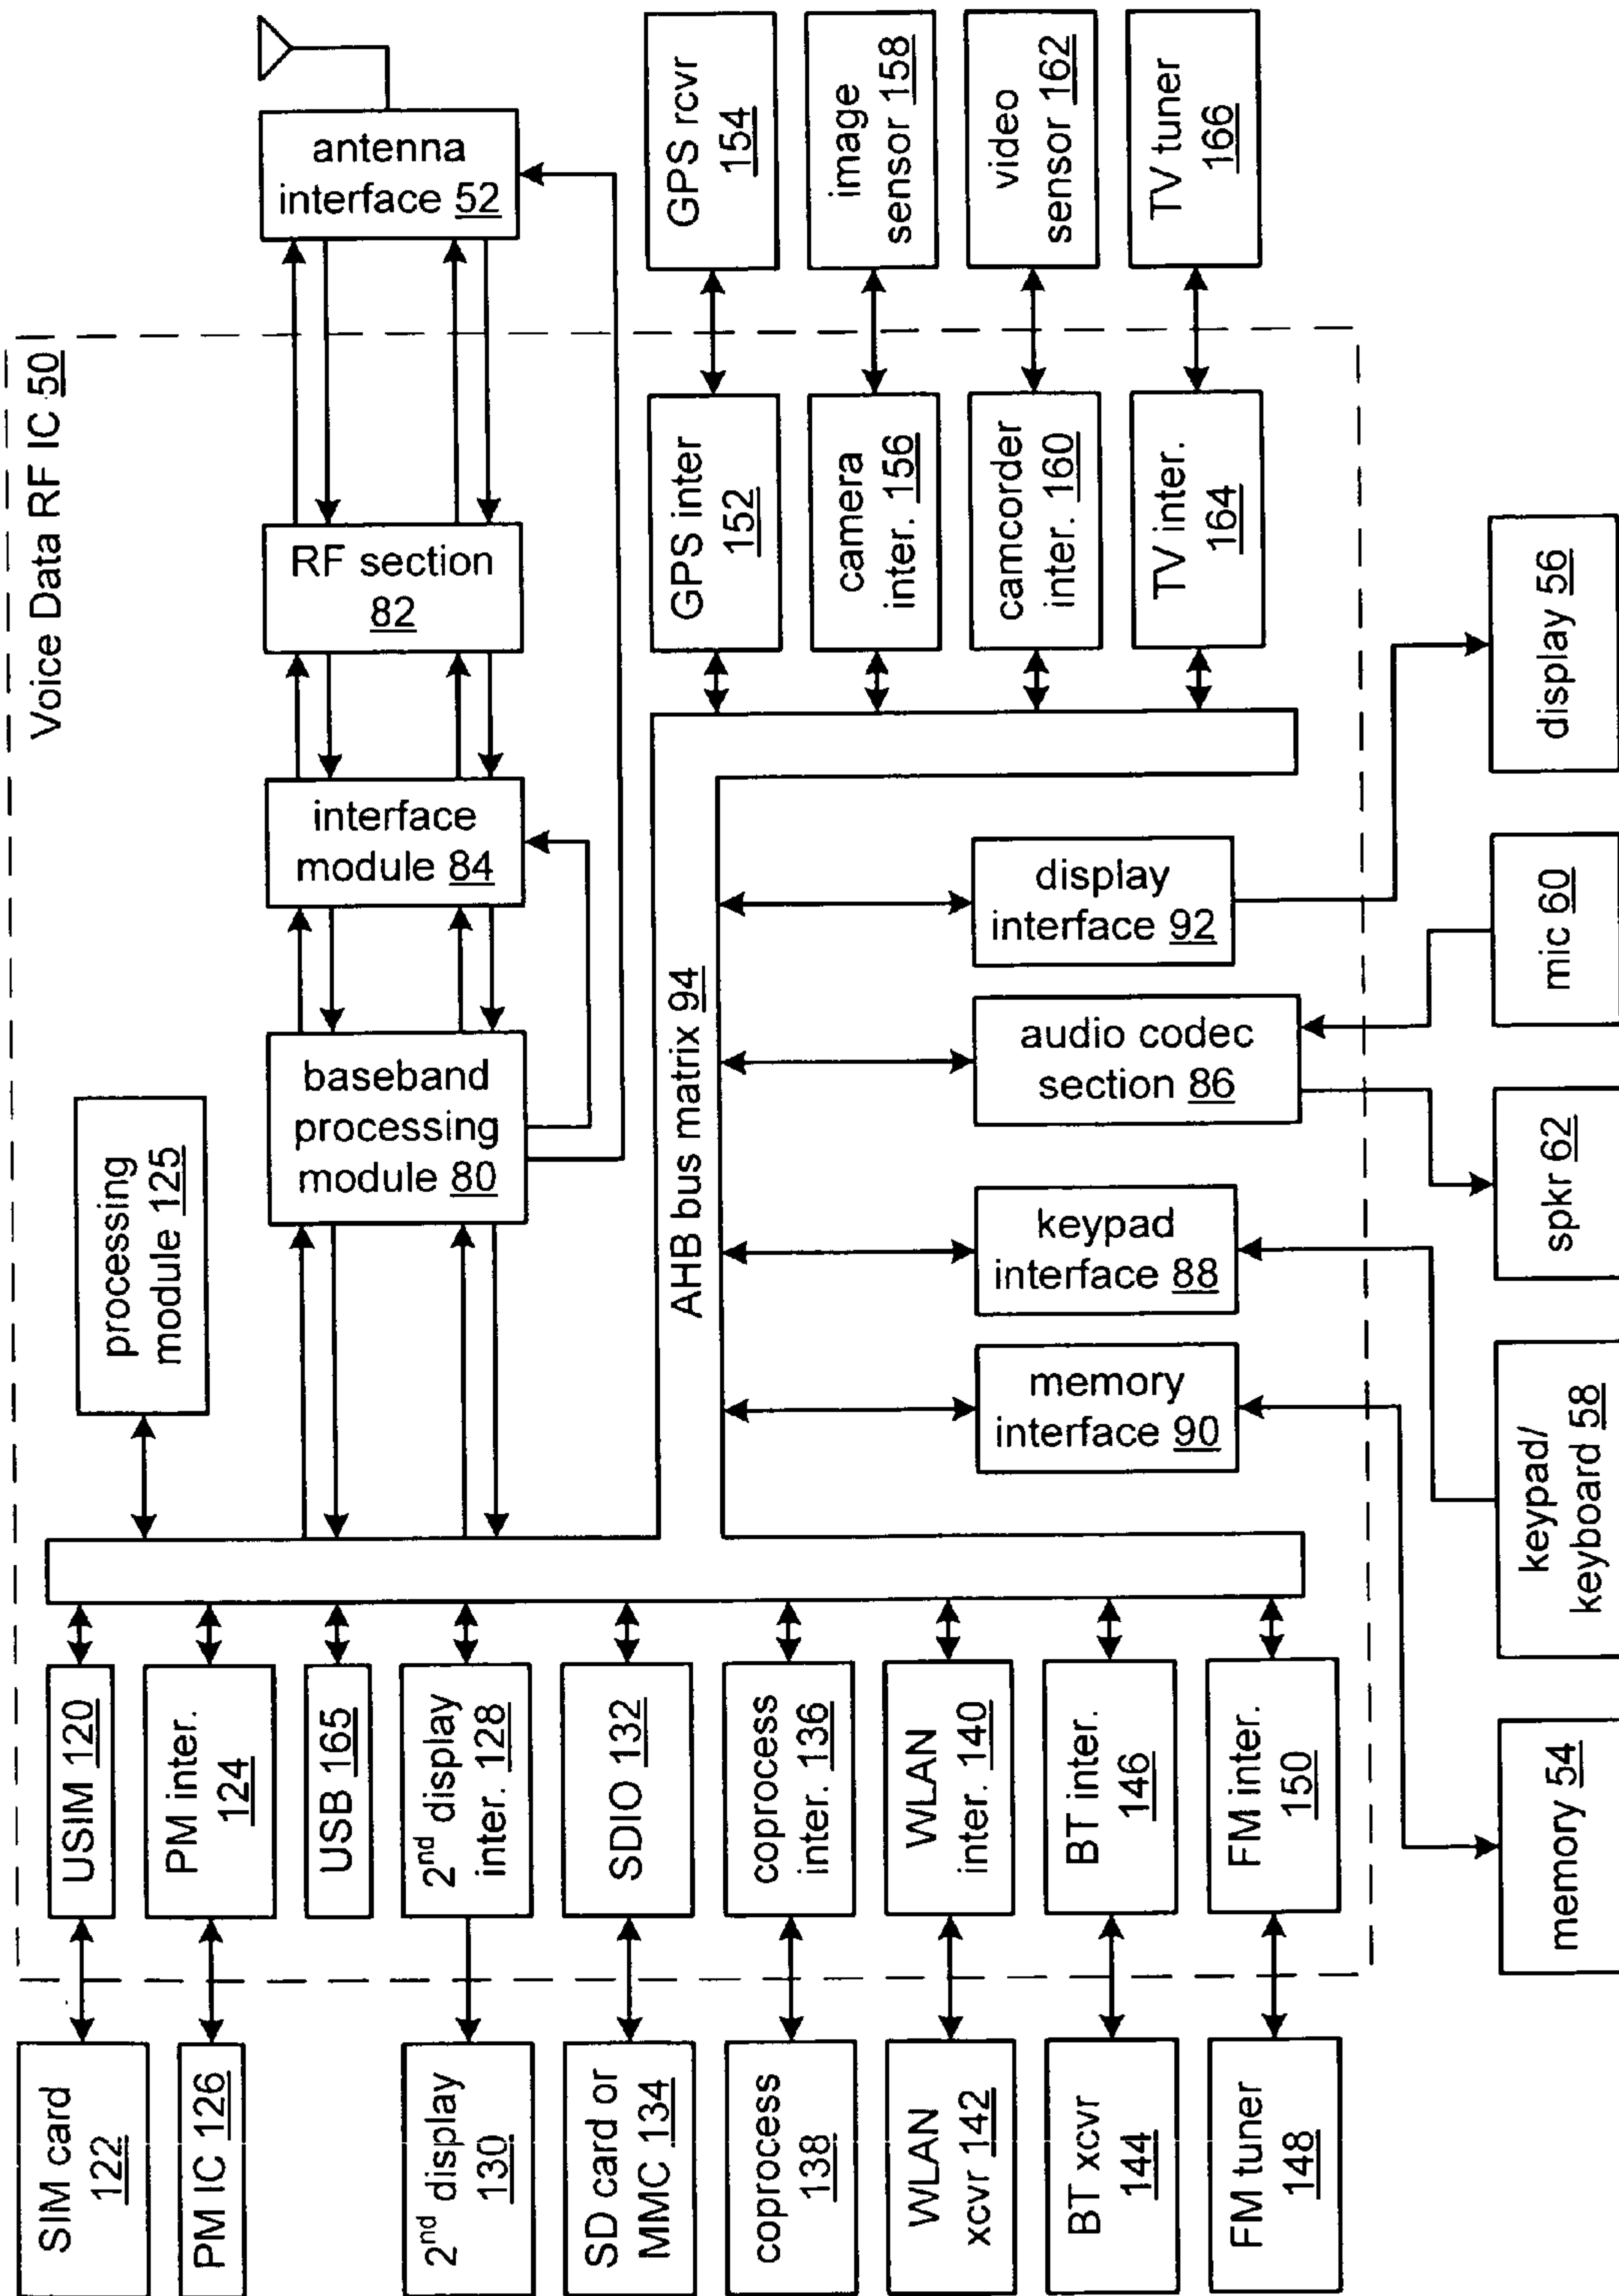 Voice Data RF IC 50
SIM card
122
USIM 120
PM IC 126
PM inter.
124
USB 165
2nd display
130
2nd display
inter. 128
SD card or
MMC 134
SDIO 132
coprocess
138
coprocess
inter. 136
WLAN
xcvr 142
WLAN
inter. 140
BT xcvr
144
BT inter.
146
FM tuner
148
FM inter.
150
processing
module 125
baseband
processing
module 80
interface
module 84
RF section
82
antenna
interface 52
AHB bus matrix 94
GPS inter
152
GPS rcvr
154
camera
inter. 156
image
sensor 158
camcorder
inter. 160
video
sensor 162
TV inter.
164
TV tuner
166
memory
interface 90
keypad
interface 88
audio codec
section 86
display
interface 92
memory 54
keypad/
keyboard 58
spkr 62
mic 60
display 56